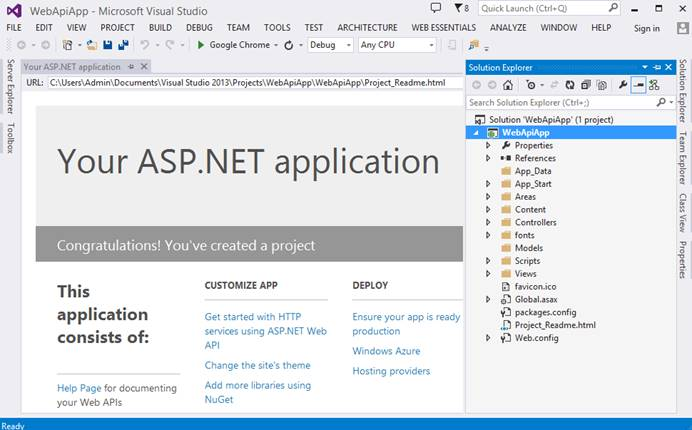 WebApiApp - Microsoft Visual Studio
8
Quick Launch (Ctrl+Q)
FILE EDIT VIEW PROJECT BUILD DEBUG TEAM TOOLS TEST ARCHITECTURE WEB ESSENTIALS ANALYZE WINDOW HELP Sign in
Google Chrome Debug Any CPU
Server Explorer
Toolbox
Your ASP.NET application
URL: C:\Users\Admin\Documents\Visual Studio 2013\Projects\WebApiApp\WebApiApp\Project_Readme.html
Your ASP.NET application
Congratulations! You've created a project
This
application
consists of:
Help Page for documenting
your Web APIs
CUSTOMIZE APP
Get started with HTTP
services using ASP.NET Web
API
Change the site's theme
Add more libraries using
NuGet
DEPLOY
Ensure your app is ready
production
Windows Azure
Hosting providers
Solution Explorer
Search Solution Explorer (Ctrl+;)
Solution 'WebApiApp' (1 project)
WebApiApp
Properties
References
App_Data
App_Start
Areas
Content
Controllers
fonts
Models
Scripts
Views
favicon.ico
Global.asax
packages.config
Project_Readme.html
Web.config
Solution Explorer
Team Explorer
Class View
Properties
Ready